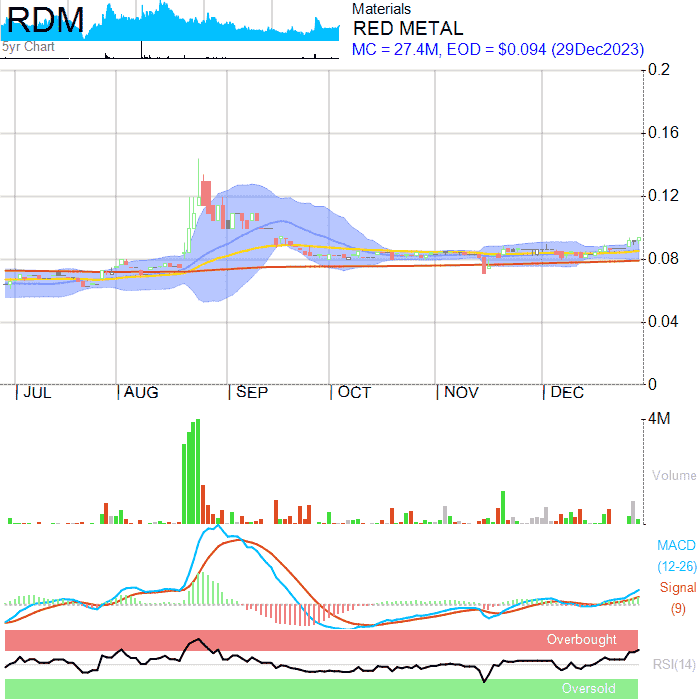 RDM
5yr Chart
Materials
RED METAL
MC = 27.4M, EOD = $0.094 (29Dec2023)
0.2
0.16
0.12
0.08
0.04
0
JUL AUG SEP OCT NOV DEC
4M
Volume
MACD
(12-26)
Signal
(9)
Overbought
RSI(14)
Oversold